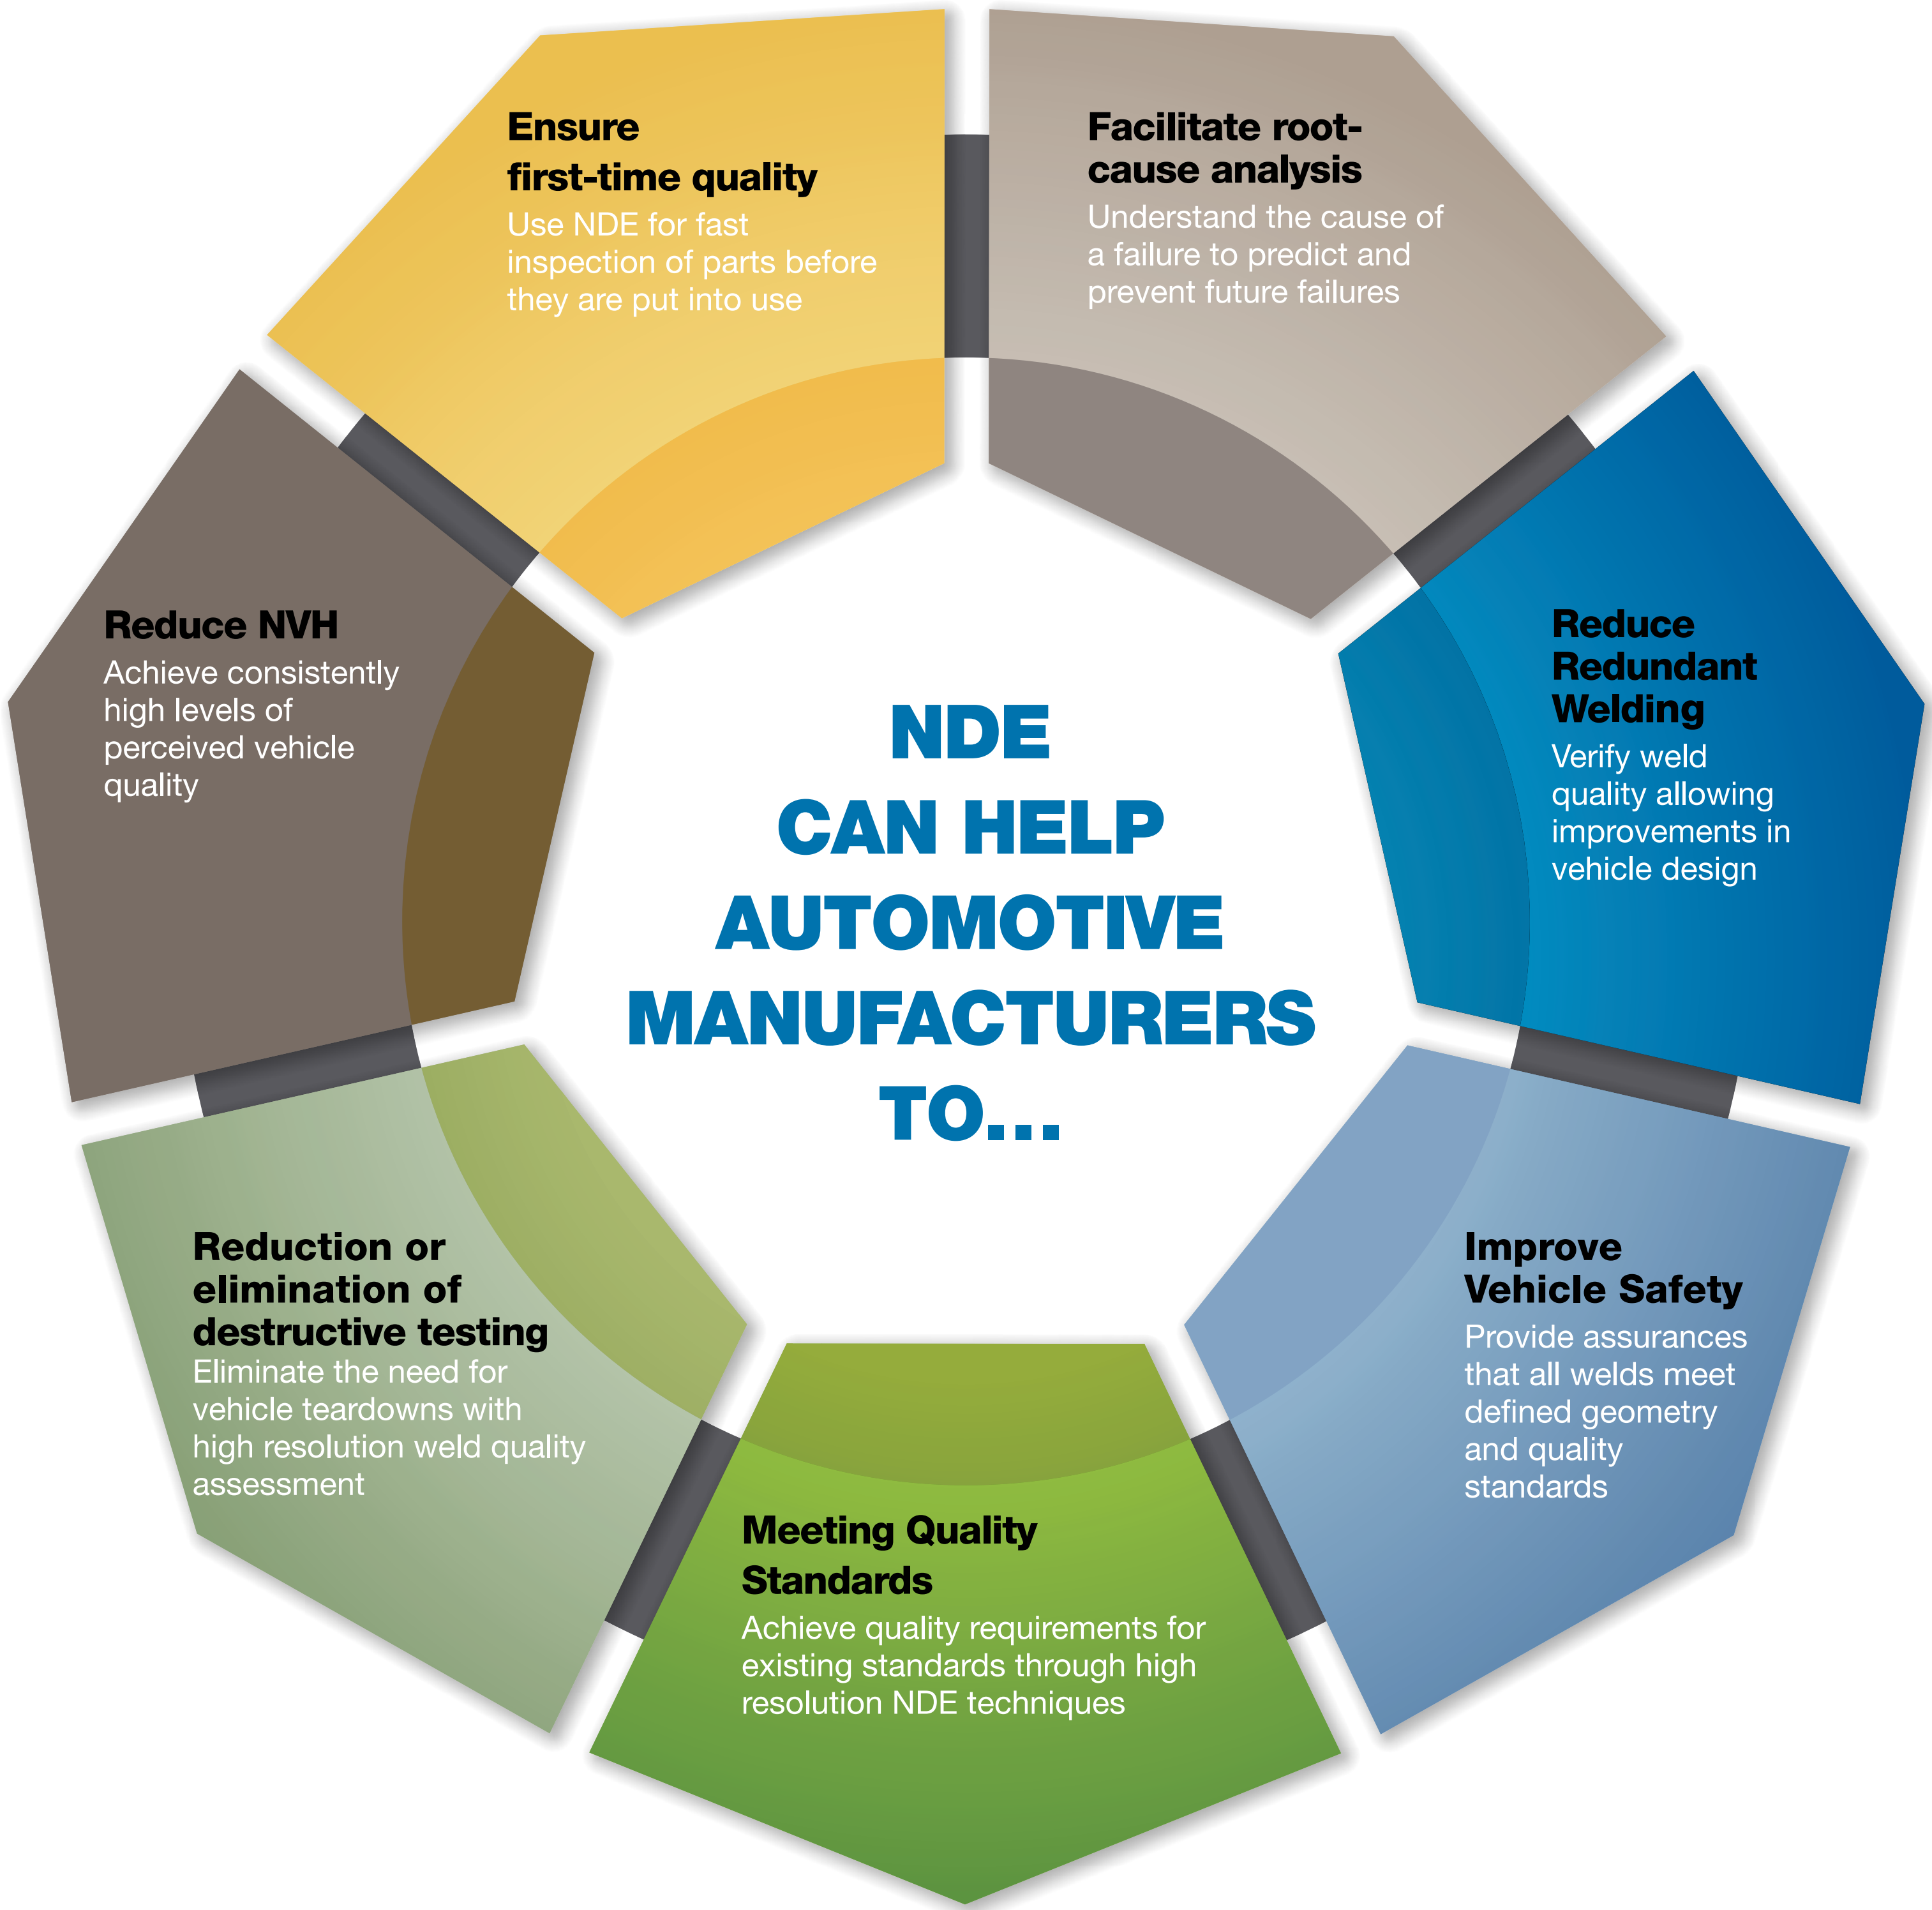 Ensure
first-time quality
Use NDE for fast
inspection of parts before
they are put into use
Facilitate root-
cause analysis
Understand the cause of
a failure to predict and
prevent future failures
Reduce
Redundant
Welding
Verify weld
quality allowing
improvements in
vehicle design
Improve
Vehicle Safety
Provide assurances
that all welds meet
defined geometry
and quality
standards
Meeting Quality
Standards
Achieve quality requirements for
existing standards through high
resolution NDE techniques
Reduction or
elimination of
destructive testing
Eliminate the need for
vehicle teardowns with
high resolution weld quality
assessment
Reduce NVH
Achieve consistently
high levels of
perceived vehicle
quality
NDE
CAN HELP
AUTOMOTIVE
MANUFACTURERS
TO...